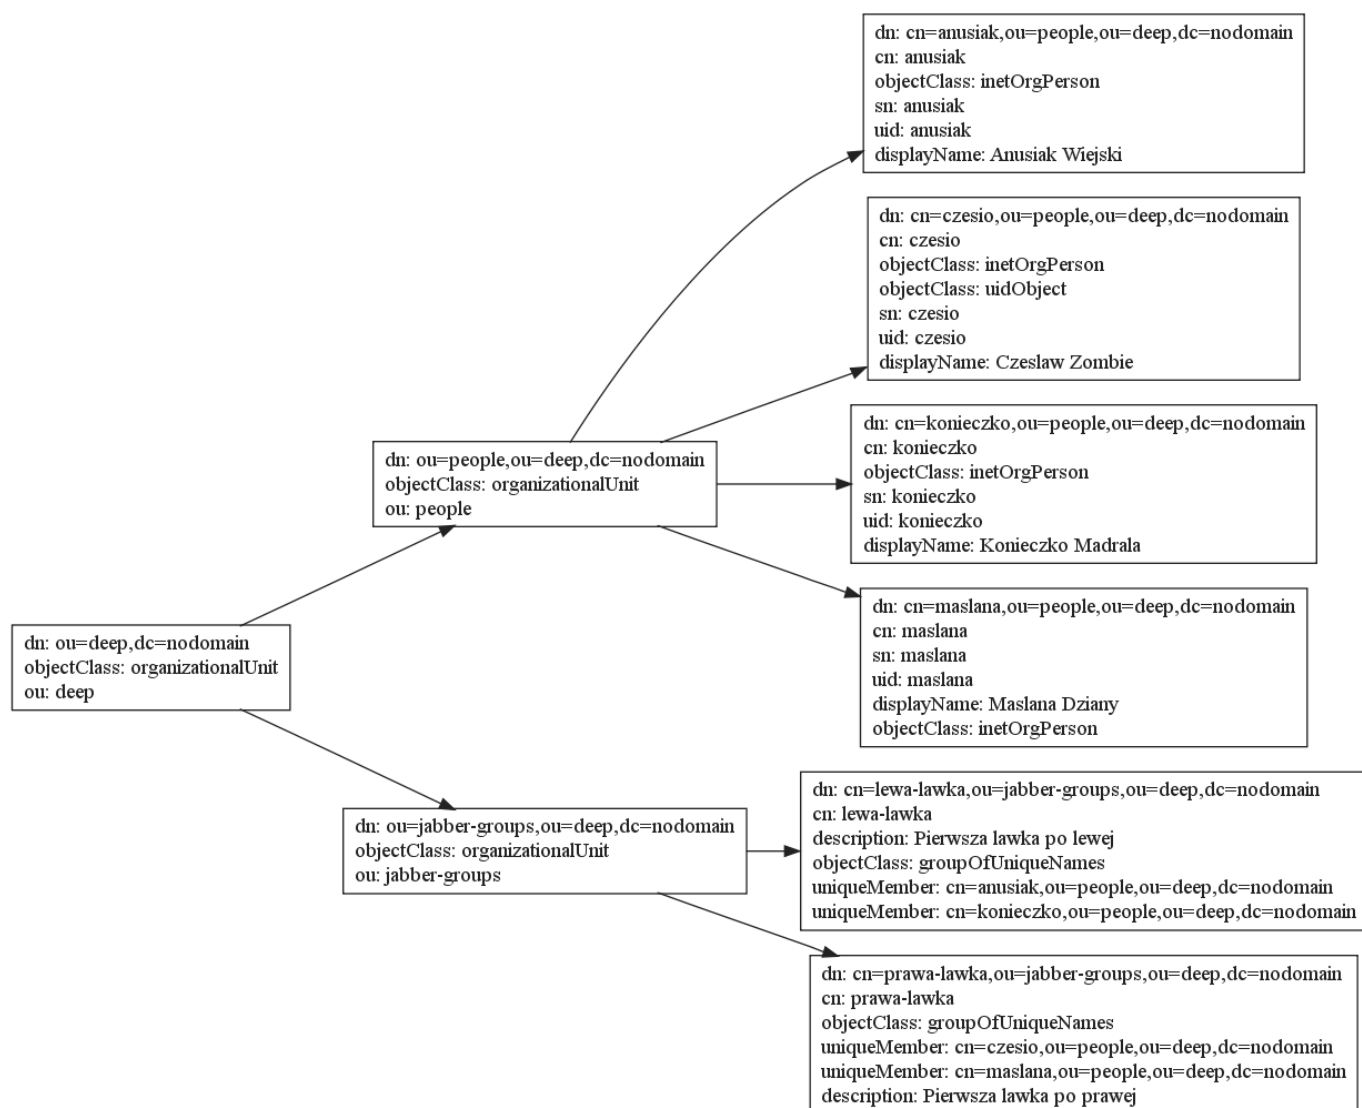 dn: cn=anusiak,ou=people,ou=deep,dc=nodomain
cn: anusiak
objectClass: inetOrgPerson
sn: anusiak
uid: anusiak
displayName: Anusiak Wiejski
dn: cn=czesio,ou=people,ou=deep,dc=nodomain
cn: czesio
objectClass: inetOrgPerson
objectClass: uidObject
sn: czesio
uid: czesio
displayName: Czeslaw Zombie
dn: ou=people,ou=deep,dc=nodomain
objectClass: organizationalUnit
ou: people
dn: cn=konieczko,ou=people,ou=deep,dc=nodomain
cn: konieczko
objectClass: inetOrgPerson
sn: konieczko
uid: konieczko
displayName: Konieczko Madrala
dn: cn=maslana,ou=people,ou=deep,dc=nodomain
cn: maslana
sn: maslana
uid: maslana
displayName: Maslana Dziany
objectClass: inetOrgPerson
dn: ou=deep,dc=nodomain
objectClass: organizationalUnit
ou: deep
dn: ou=jabber-groups,ou=deep,dc=nodomain
objectClass: organizationalUnit
ou: jabber-groups
dn: cn=lewa-lawka,ou=jabber-groups,ou=deep,dc=nodomain
cn: lewa-lawka
description: Pierwsza lawka po lewej
objectClass: groupOfUniqueNames
uniqueMember: cn=anusiak,ou=people,ou=deep,dc=nodomain
uniqueMember: cn=konieczko,ou=people,ou=deep,dc=nodomain
dn: cn=prawa-lawka,ou=jabber-groups,ou=deep,dc=nodomain
cn: prawa-lawka
objectClass: groupOfUniqueNames
uniqueMember: cn=czesio,ou=people,ou=deep,dc=nodomain
uniqueMember: cn=maslana,ou=people,ou=deep,dc=nodomain
description: Pierwsza lawka po prawej